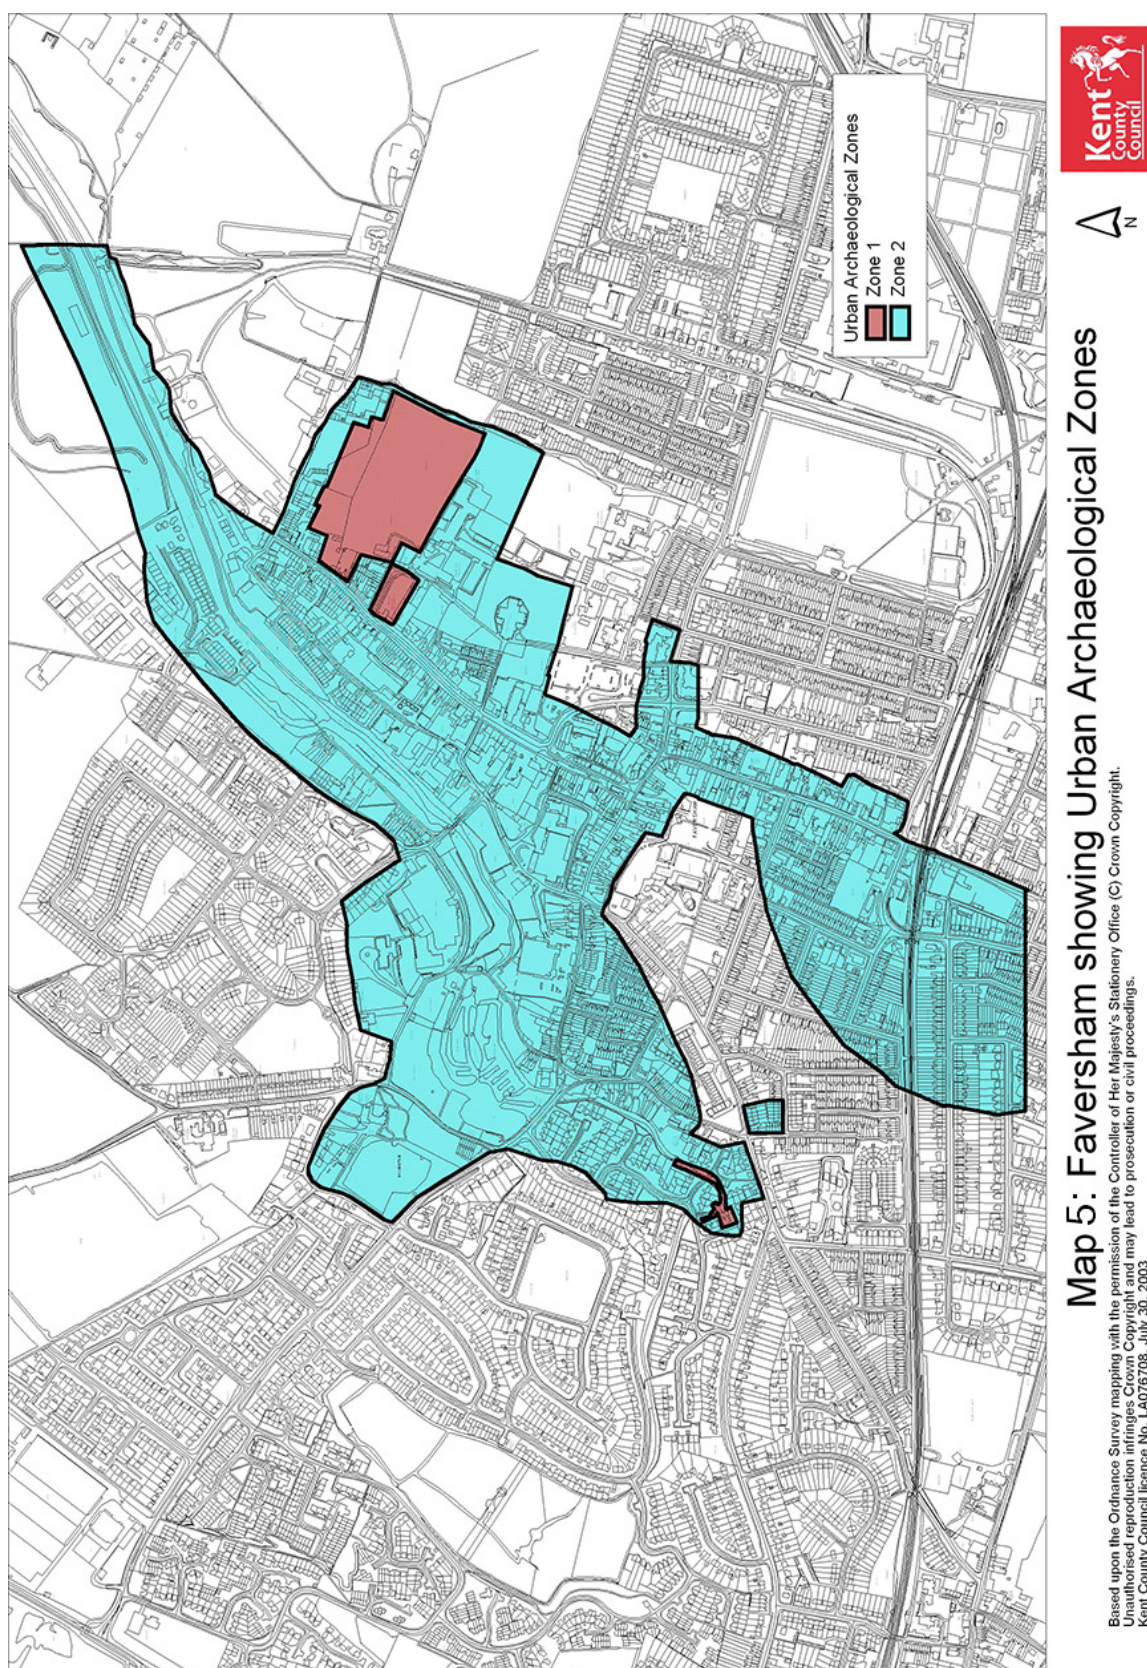 Kent
County
Council
N
Urban Archaeological Zones
Zone 1
Zone 2
Map 5: Faversham showing Urban Archaeological Zones
Based upon the Ordnance Survey mapping with the permission of the Controller of Her Majesty's Stationery Office (C) Crown Copyright.
Unauthorised reproduction infringes Crown Copyright and may lead to prosecution or civil proceedings.
Kent County Council licence No. LA076708. July 30, 2003